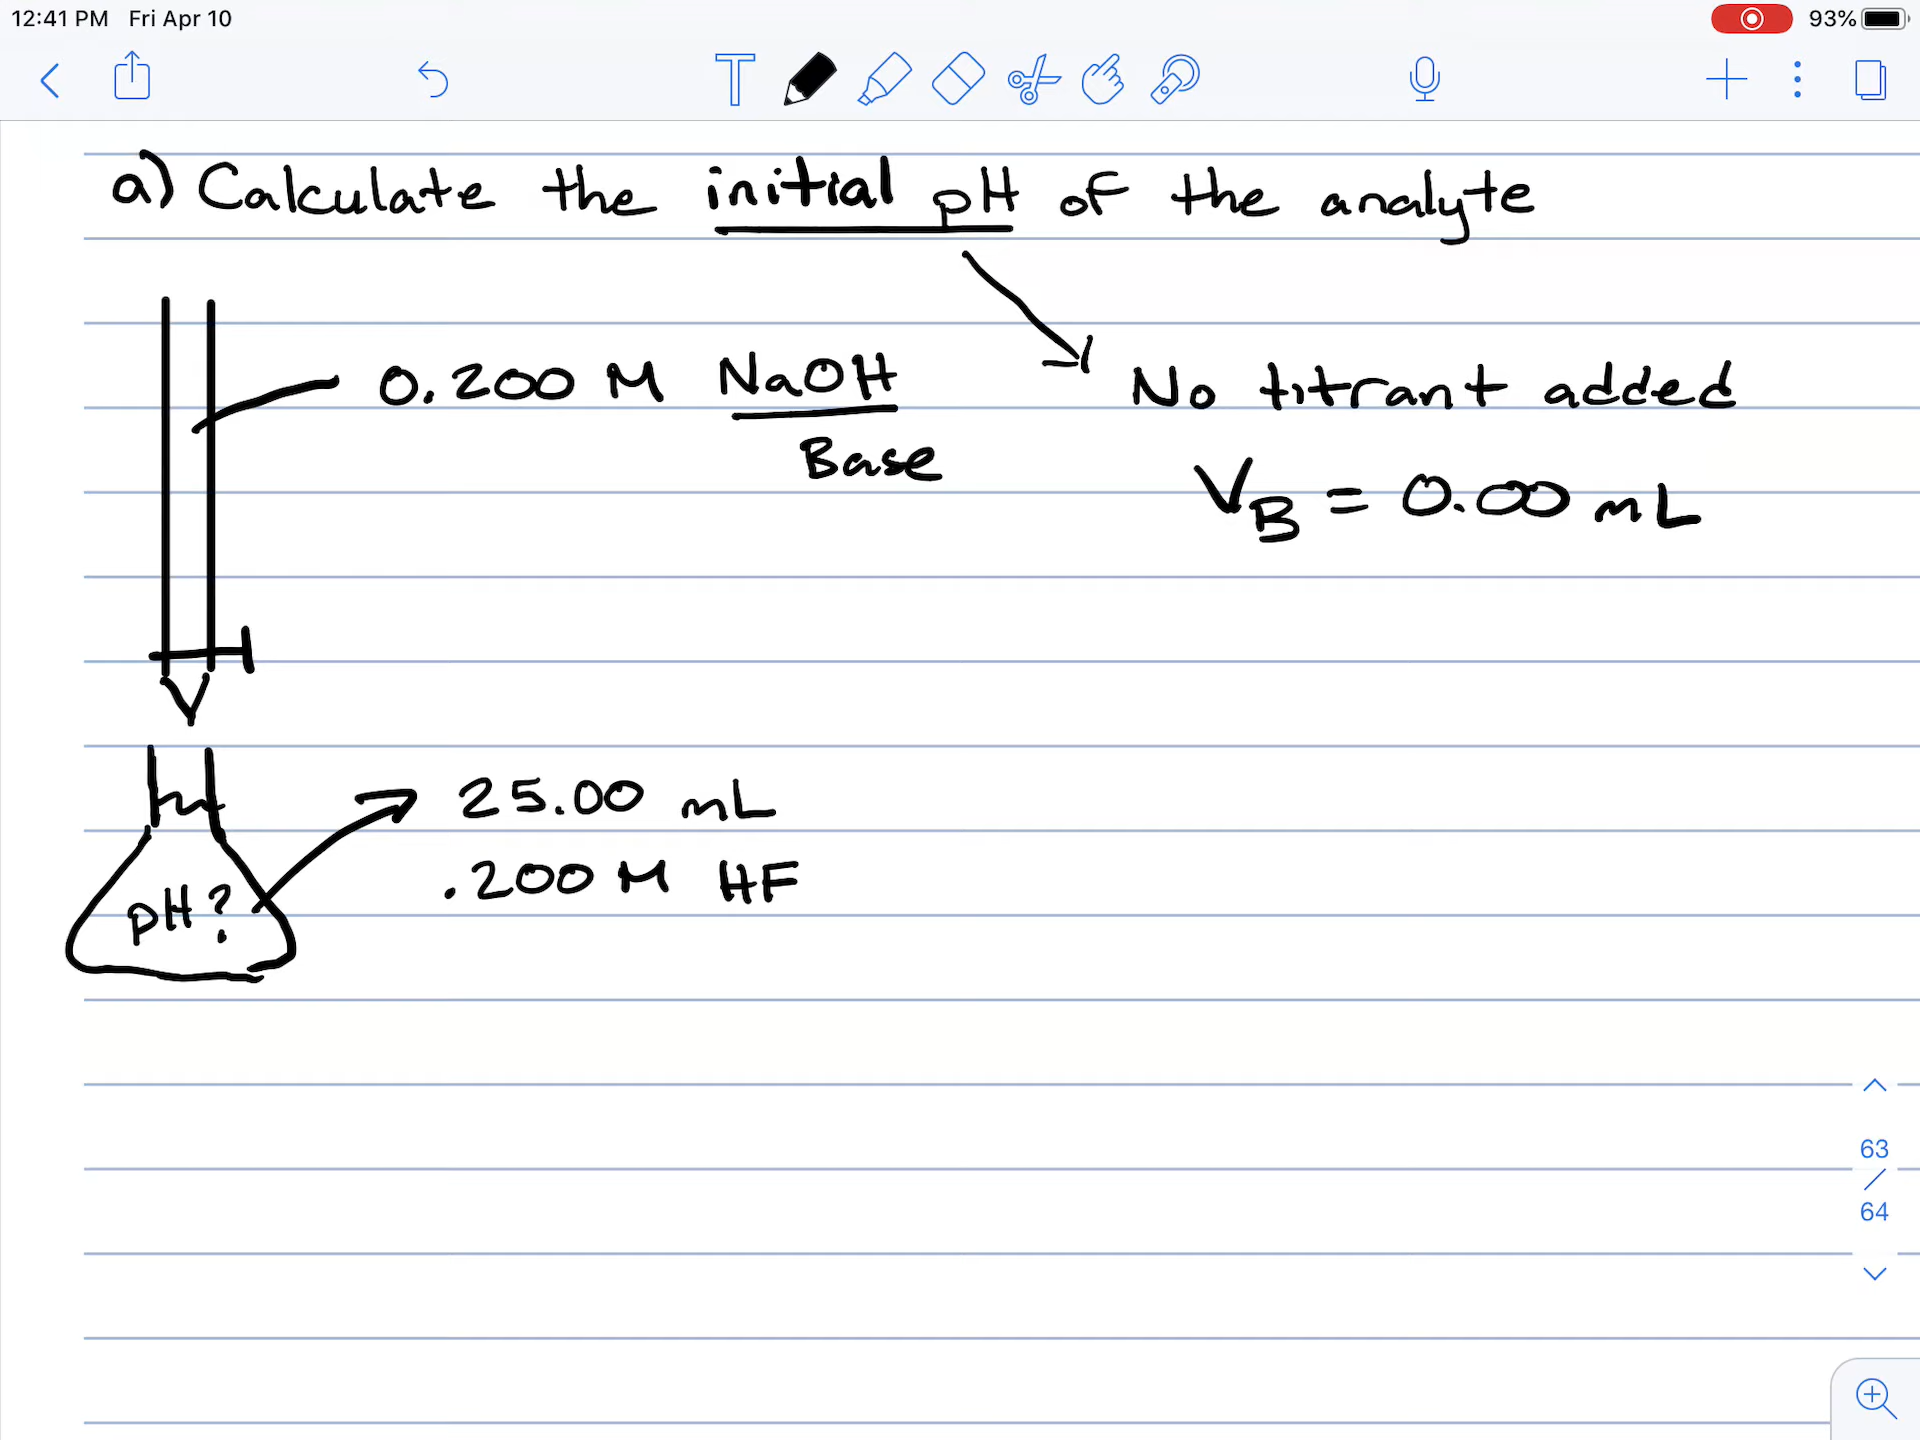 12:41 PM Fri Apr 10
93%
T
a) Calculate the initial pH of the analyte
0.200 M NaOH
Base
No titrant added
VB = 0.00 mL
25.00 mL
.200 M HF
pH?
63
/
64